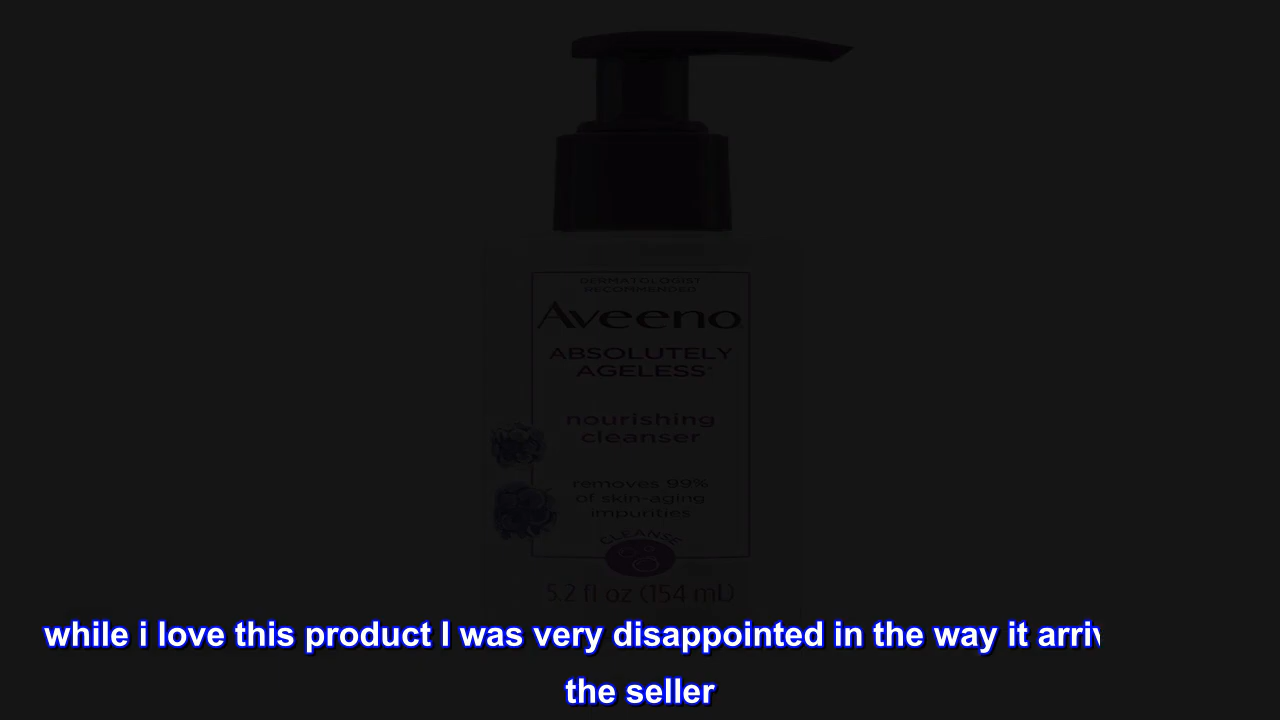 DERMATOLOGIST
RECOMMENDED
Aveeno
ABSOLUTELY
AGELESS
nourishing
cleanser
removes 99%
of skin-aging
impurities
CLEANSE
5.2 fl oz (154 mL)
while i love this product I was very disappointed in the way it arriv
the seller